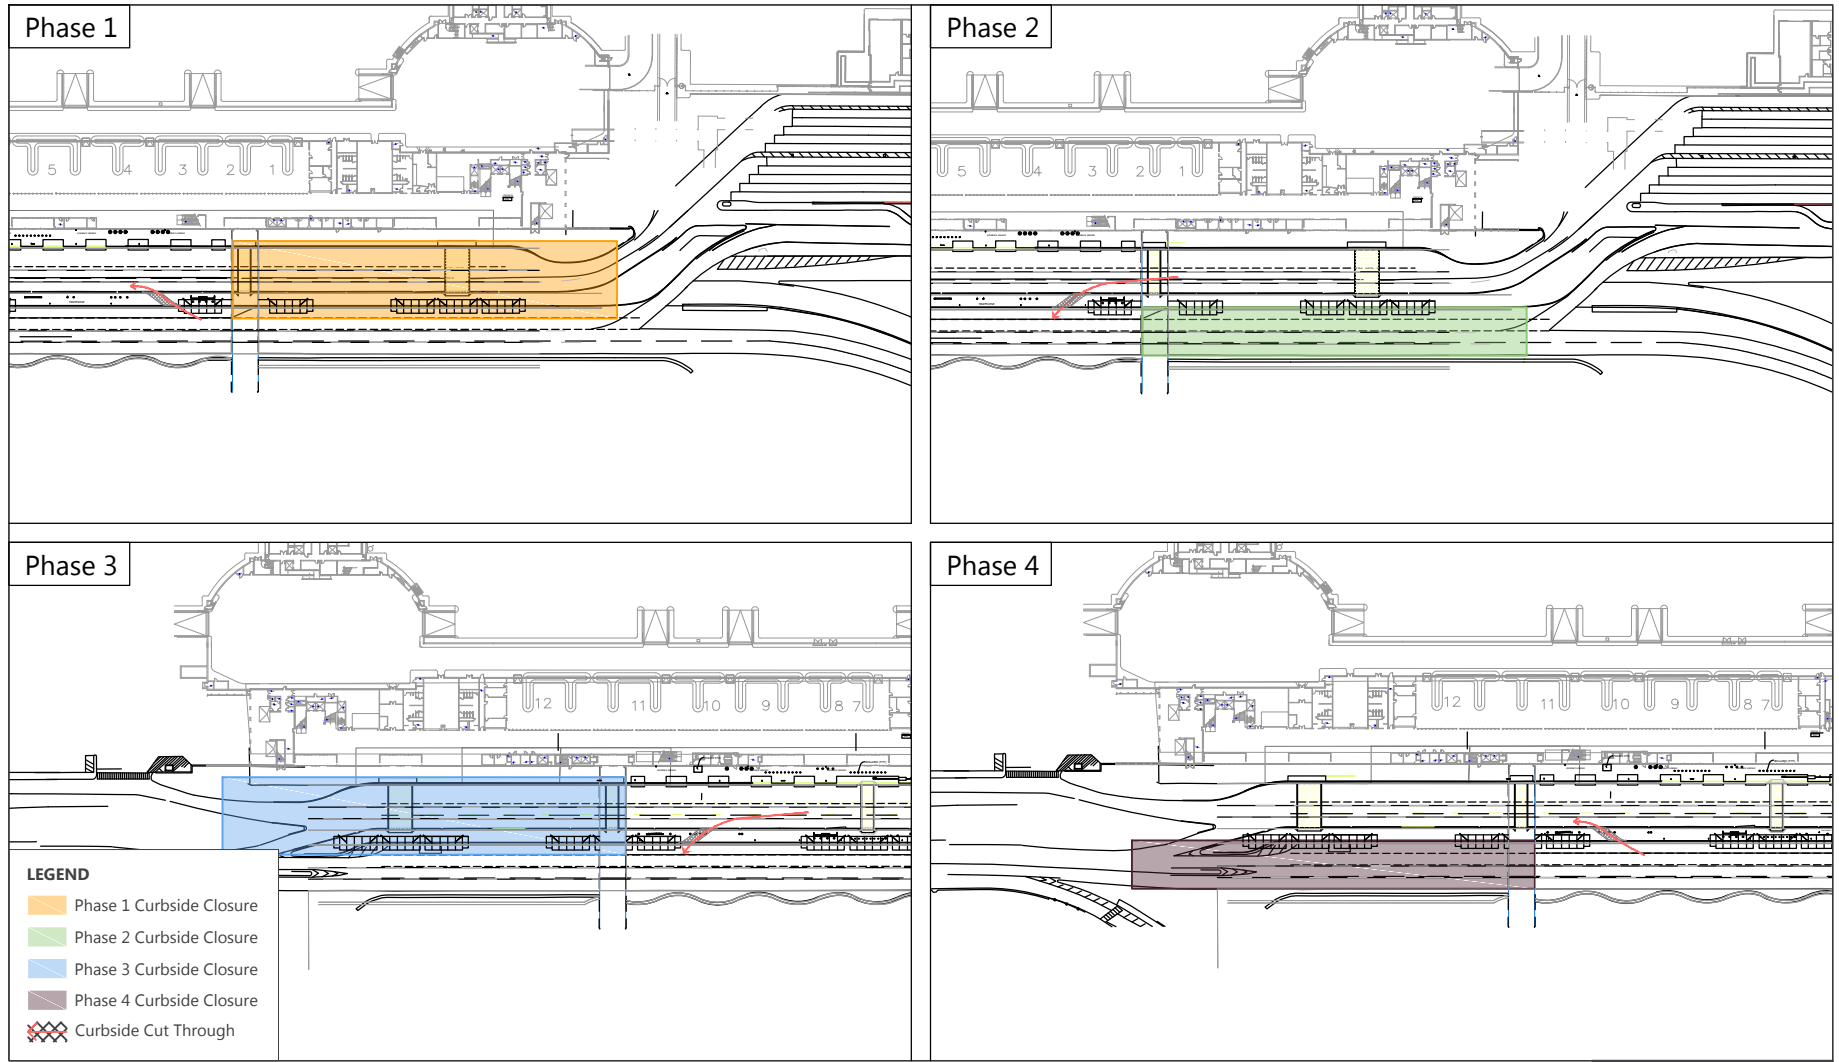 Phase 1
5 4 3 2 1
Phase 2
5 4 3 2 1
Phase 3
12 11 10 9 8 7
Phase 4
12 11 10 9 8 7
LEGEND
Phase 1 Curbside Closure
Phase 2 Curbside Closure
Phase 3 Curbside Closure
Phase 4 Curbside Closure
Curbside Cut Through